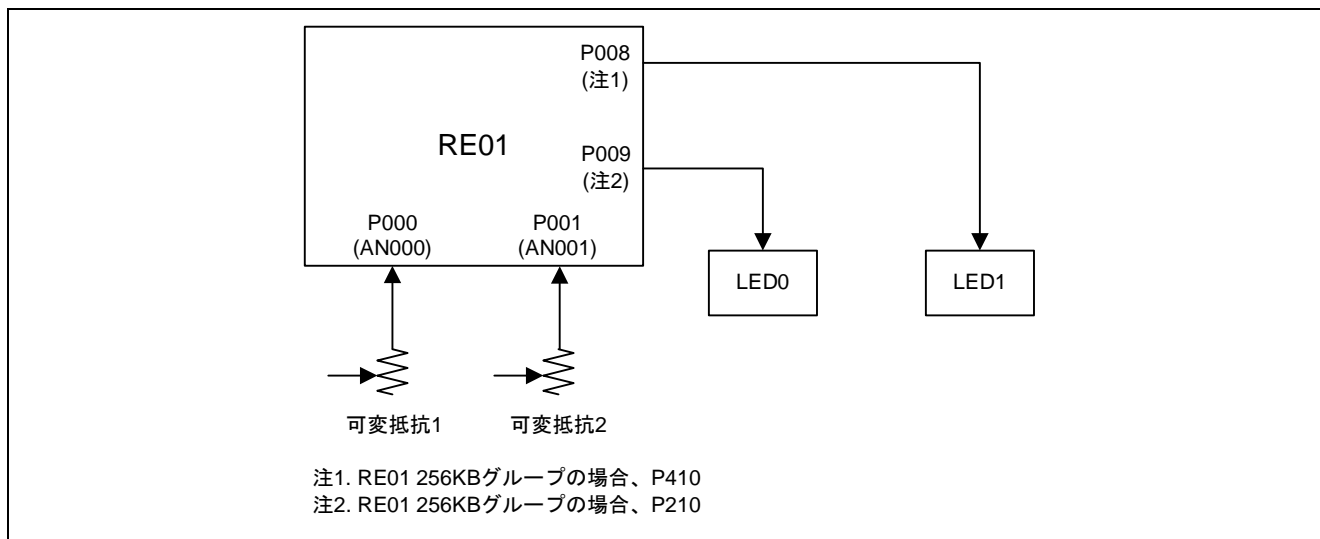 P008
(注1)
RE01
P009
(注2)
P000
(AN000)
P001
(AN001)
LED0
LED1
可変抵抗1
可変抵抗2
注1. RE01 256KBグループの場合、P410
注2. RE01 256KBグループの場合、P210